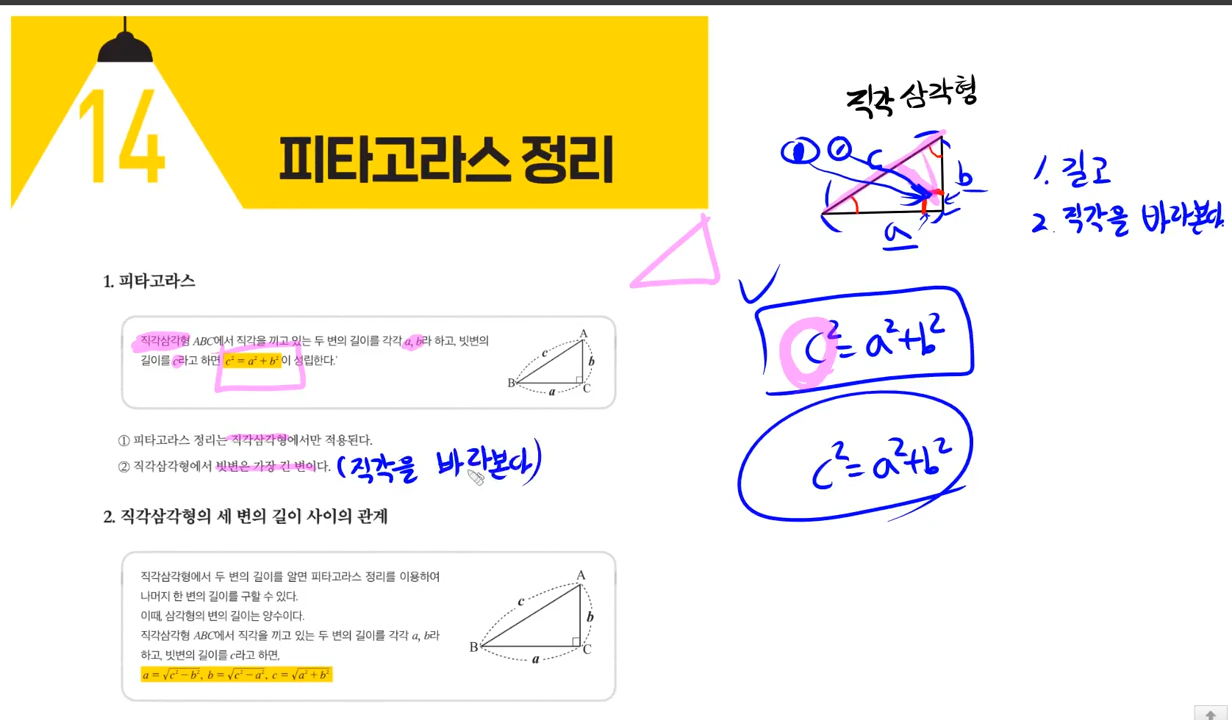 14
피타고라스 정리
1. 피타고라스
직각삼각형 ABC에서 직각을 끼고 있는 두 변의 길이를 각각 a, b라 하고, 빗변의
길이를 c라고 하면 c² = a² + b²이 성립한다.
A
c
b
B
a
C
① 피타고라스 정리는 직각삼각형에서만 적용된다.
② 직각삼각형에서 빗변은 가장 긴 변이다. (직각을 바라본다)
2. 직각삼각형의 세 변의 길이 사이의 관계
직각삼각형에서 두 변의 길이를 알면 피타고라스 정리를 이용하여
나머지 한 변의 길이를 구할 수 있다.
이때, 삼각형의 변의 길이는 양수이다.
직각삼각형 ABC에서 직각을 끼고 있는 두 변의 길이를 각각 a, b라
하고, 빗변의 길이를 c라고 하면,
a = √(c² − b²), b = √(c² − a²), c = √(a² + b²)
A
c
b
B
a
C
직각 삼각형
c
b
a
1. 길고
2. 직각을 바라본다
c² = a² + b²
c² = a² + b²